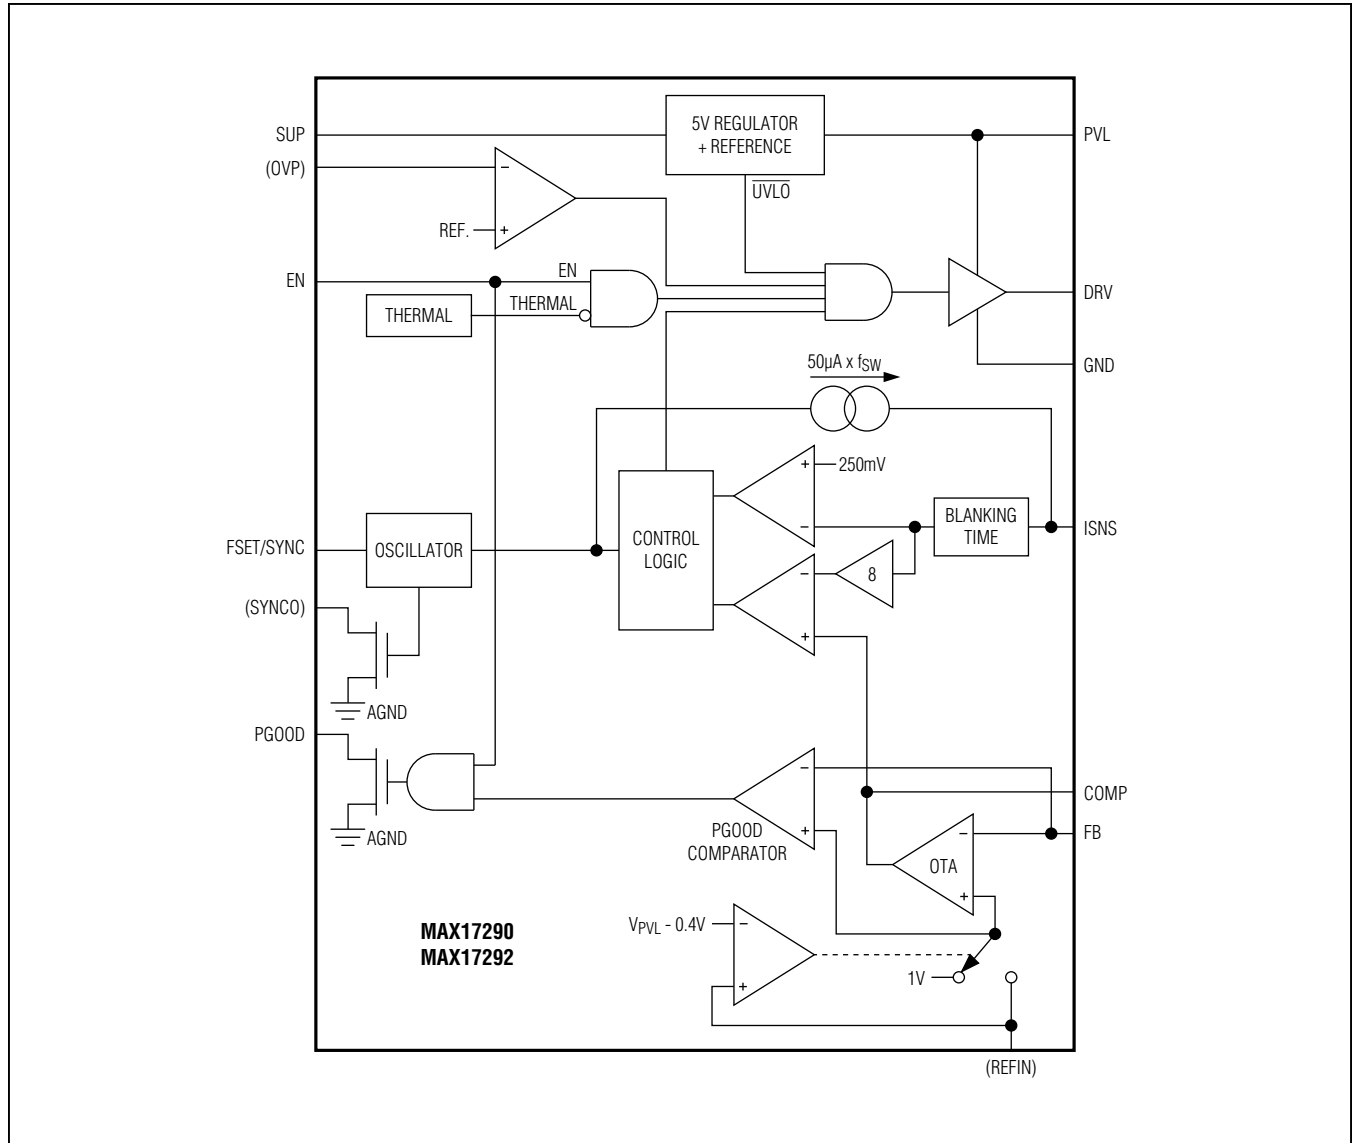 5V REGULATOR
+ REFERENCE
SUP
PVL
(OVP)
−
UVLO
REF.
+
EN
EN
THERMAL
THERMAL
DRV
GND
50µA x fSW
+
250mV
BLANKING
TIME
ISNS
−
CONTROL
LOGIC
FSET/SYNC
OSCILLATOR
−
8
(SYNCO)
+
AGND
PGOOD
−
COMP
PGOOD
COMPARATOR
+
−
FB
AGND
OTA
+
MAX17290
MAX17292
VPVL - 0.4V
−
1V
+
(REFIN)